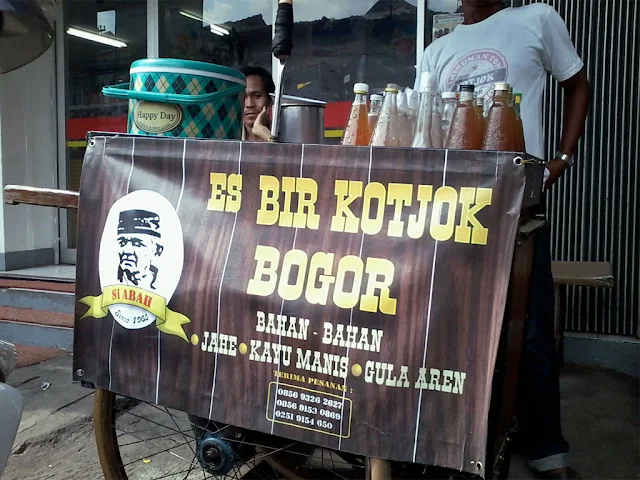 Happy Day
ES BIR KOTJOK
BOGOR
SI ABAH
Since 1965
BAHAN - BAHAN
• JAHE • KAYU MANIS • GULA AREN
TERIMA PESANAN :
0856 9326 2627
0856 9153 0869
0251 9154 650